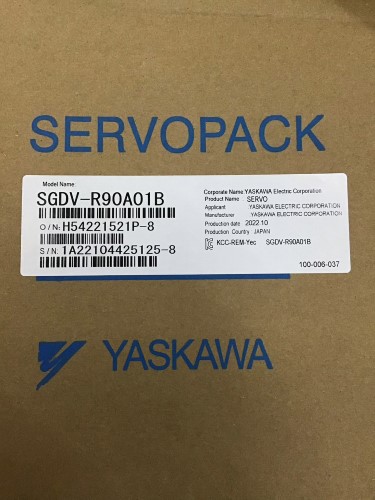 SERVOPACK
Model Name
SGDV-R90A01B
O/N: H54221521P-8
S/N: 1A22104425125-8
Corporate Name YASKAWA Electric Corporation
Product Name : SERVO
Applicant YASKAWA ELECTRIC CORPORATION
Manufacturer YASKAWA ELECTRIC CORPORATION
Production date 2022.10
Production Country JAPAN
KCC-REM-Yec SGDV-R90A01B
100-006-037
YASKAWA